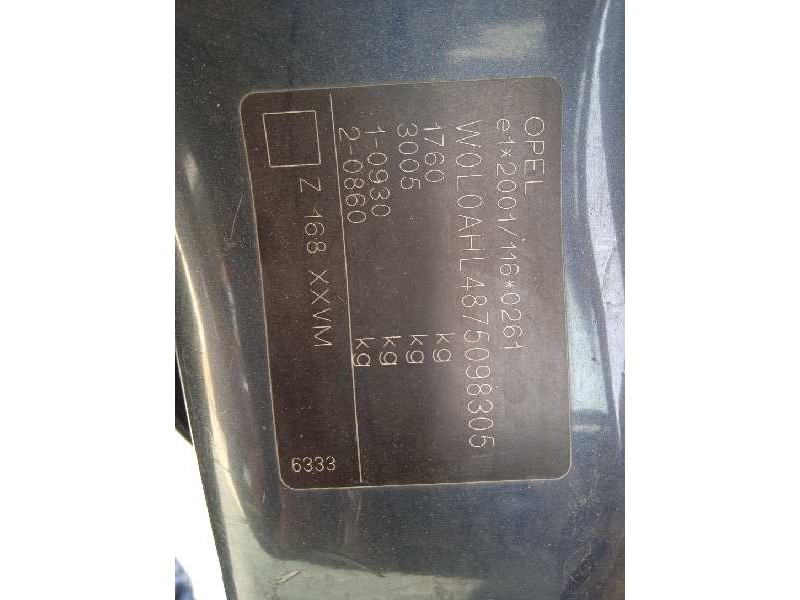 OPEL
e1*2001/116*0261
W0L0AHL4875098305
1760 kg
3005 kg
1-0930 kg
2-0860 kg
Z 168 XXVM
6333